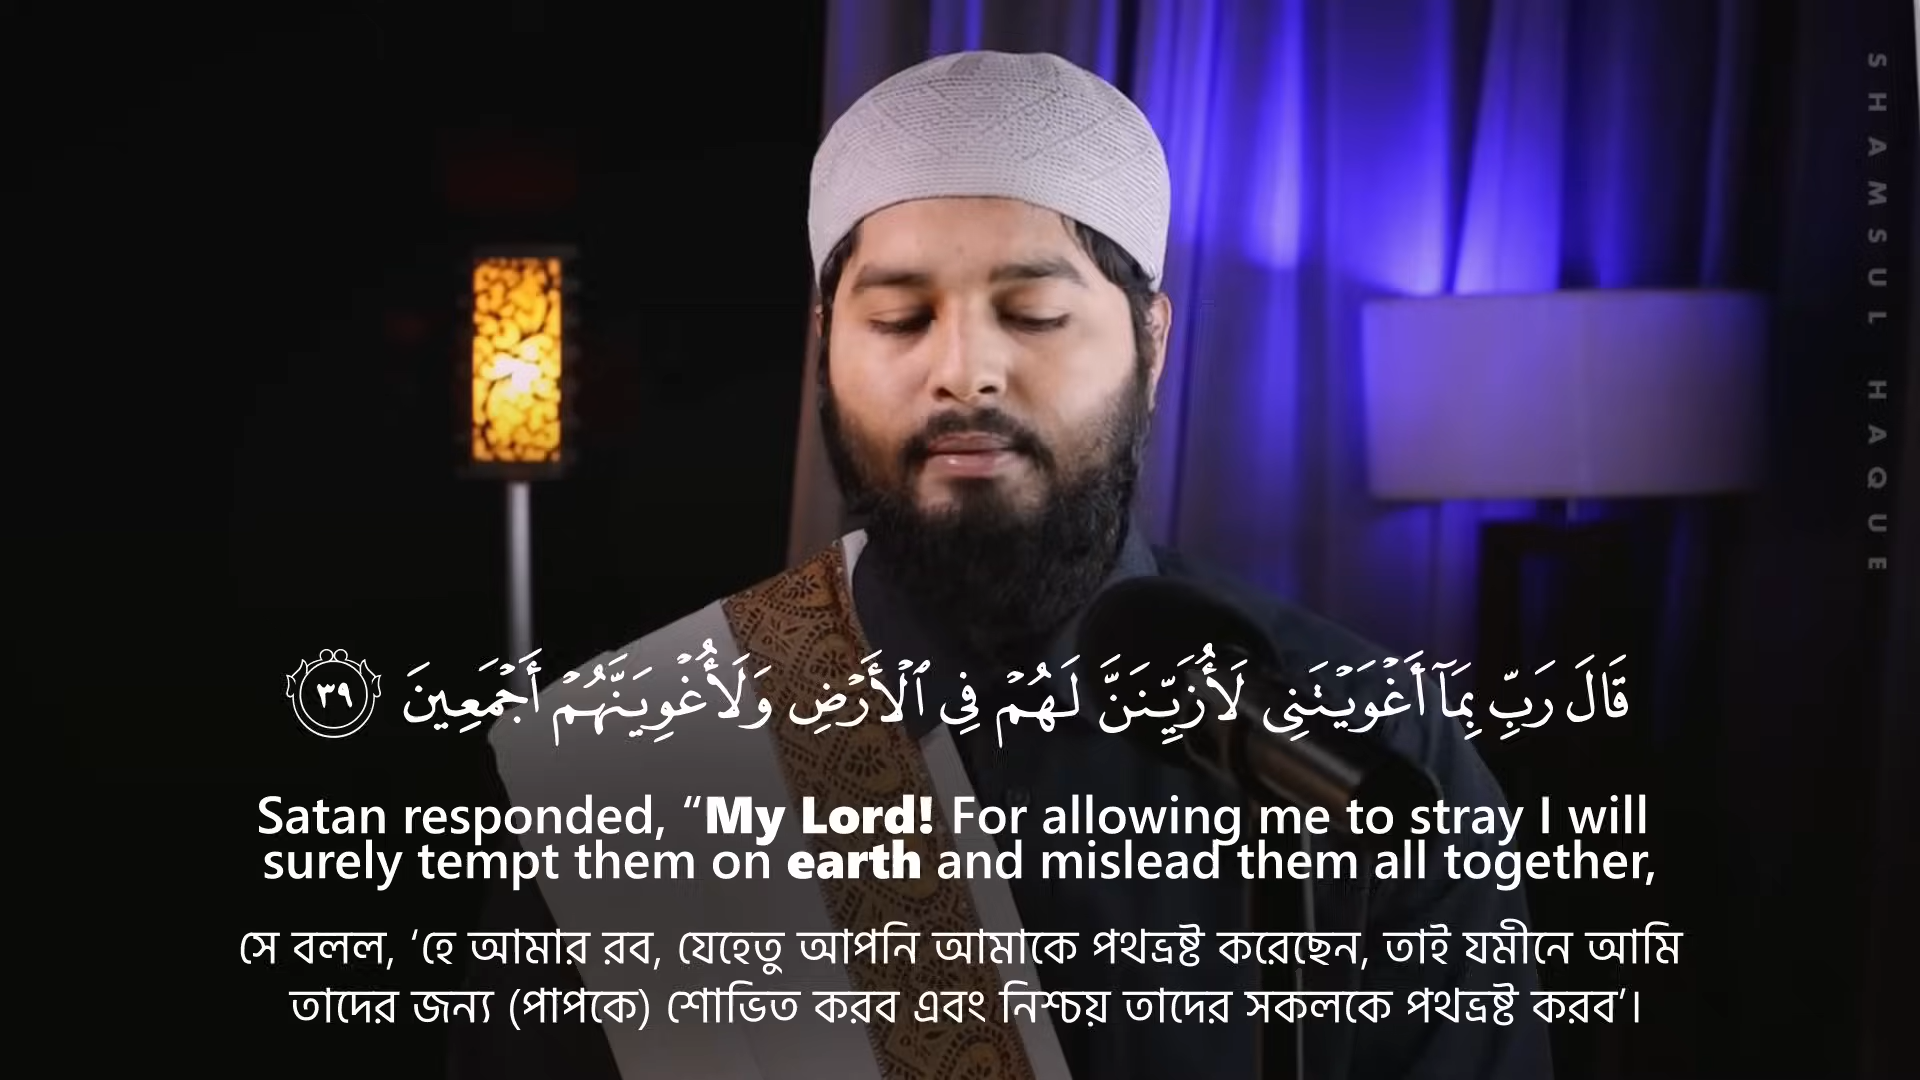 SHAMSUL HAQUE
قَالَ رَبِّ بِمَآ أَغْوَيْتَنِى لَأُزَيِّنَنَّ لَهُمْ فِى ٱلْأَرْضِ وَلَأُغْوِيَنَّهُمْ أَجْمَعِينَ ٣٩
Satan responded, “My Lord! For allowing me to stray I will
surely tempt them on earth and mislead them all together,
সে বলল, ‘হে আমার রব, যেহেতু আপনি আমাকে পথভ্রষ্ট করেছেন, তাই যমীনে আমি
তাদের জন্য (পাপকে) শোভিত করব এবং নিশ্চয় তাদের সকলকে পথভ্রষ্ট করব’।